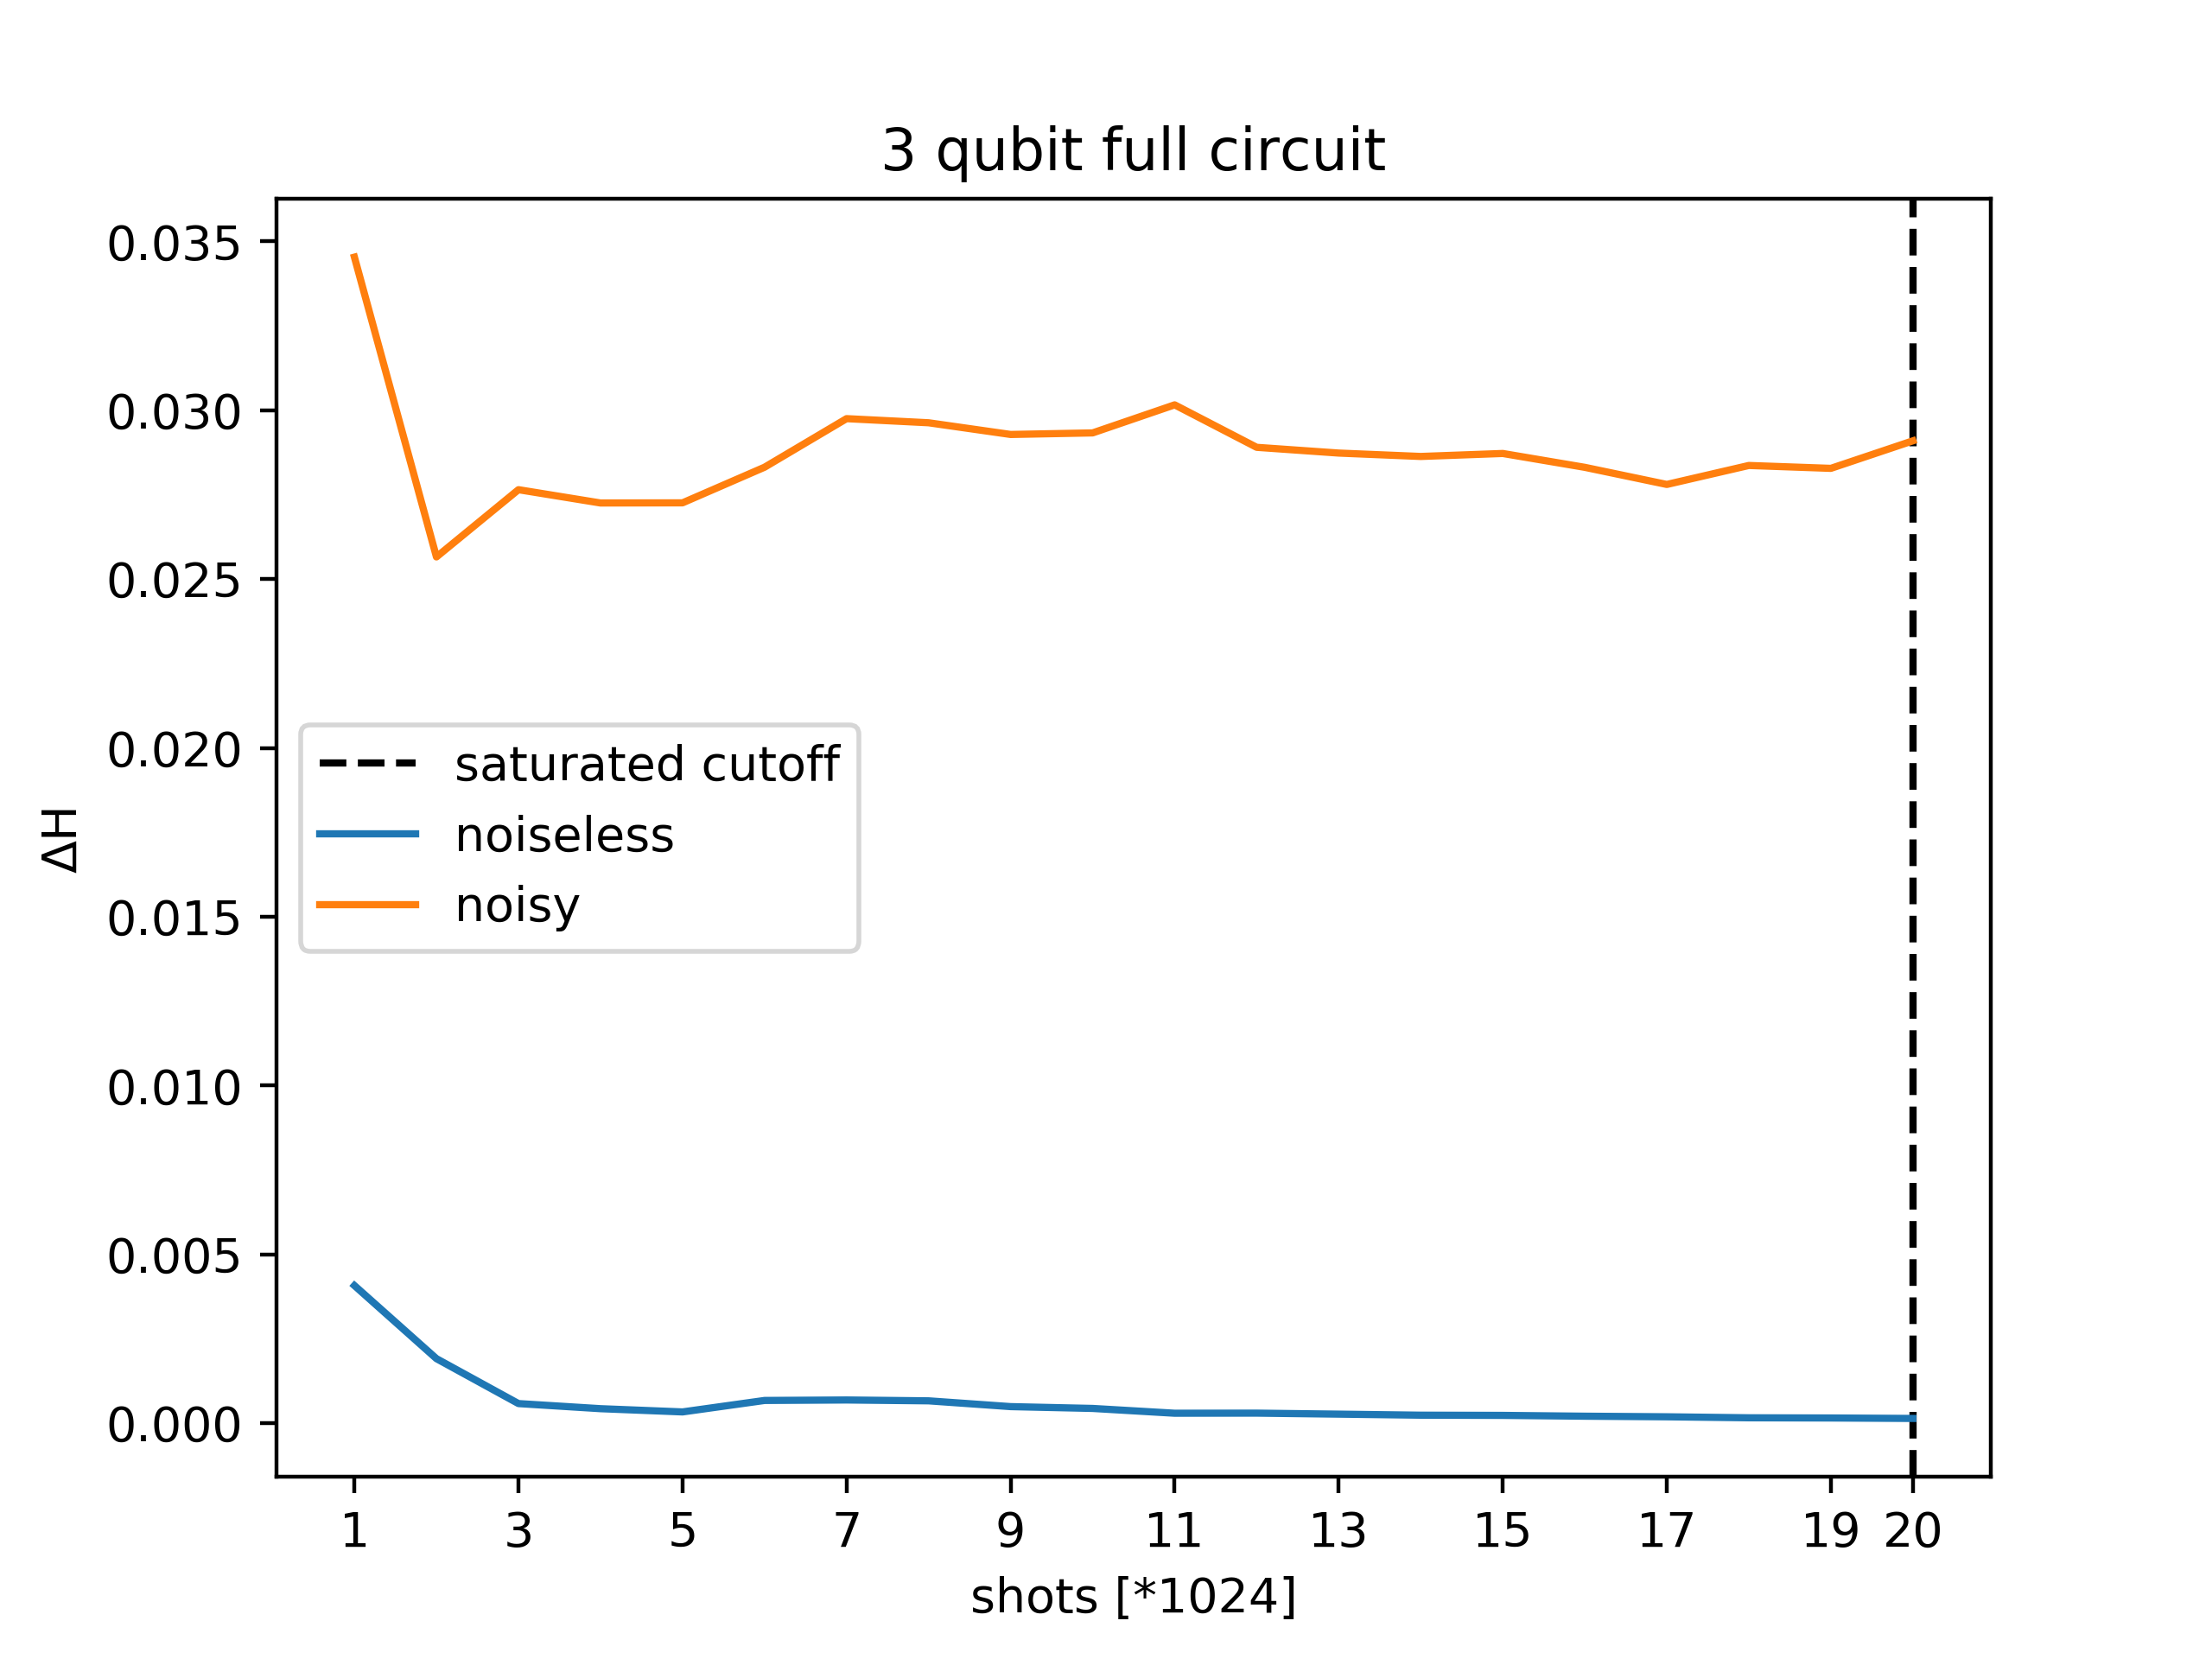 3 qubit full circuit
0.035
0.030
0.025
0.020
0.015
0.010
0.005
0.000
ΔH
saturated cutoff
noiseless
noisy
1 3 5 7 9 11 13 15 17 19 20
shots [*1024]